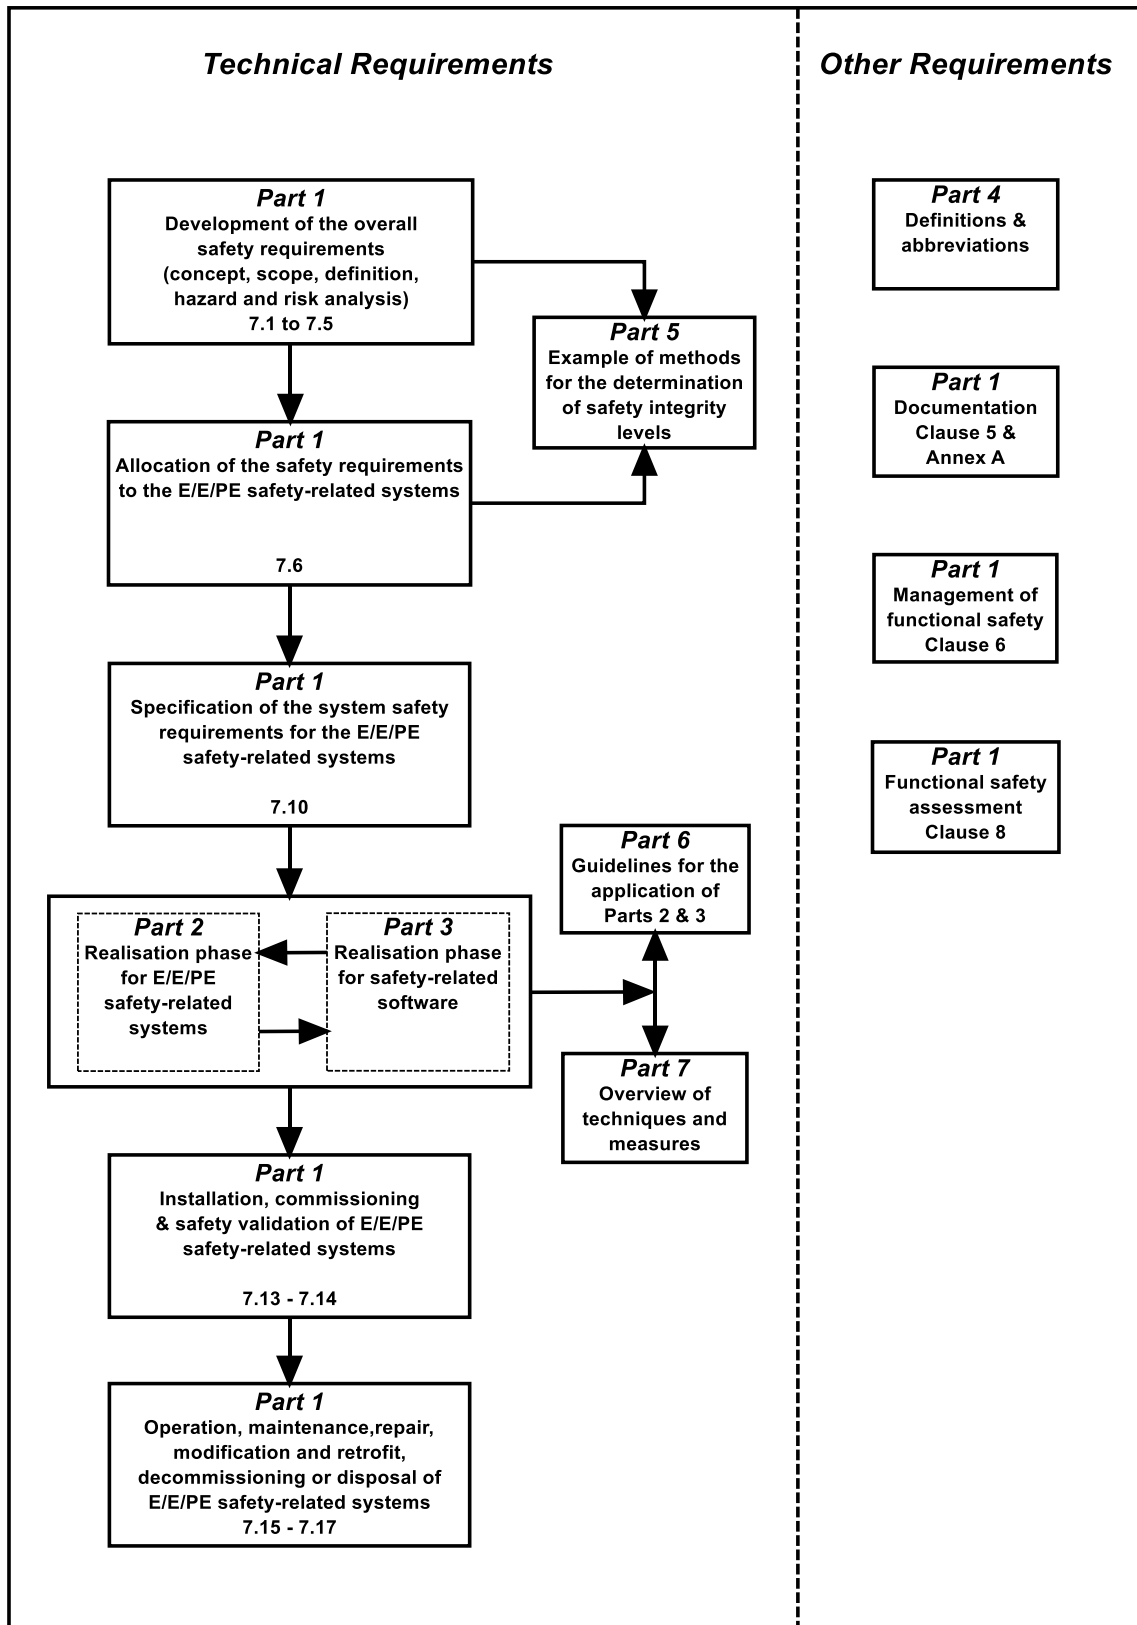 Technical Requirements
Other Requirements
Part 1
Development of the overall
safety requirements
(concept, scope, definition,
hazard and risk analysis)
7.1 to 7.5
Part 5
Example of methods
for the determination
of safety integrity
levels
Part 1
Allocation of the safety requirements
to the E/E/PE safety-related systems
7.6
Part 1
Specification of the system safety
requirements for the E/E/PE
safety-related systems
7.10
Part 2
Realisation phase
for E/E/PE
safety-related
systems
Part 3
Realisation phase
for safety-related
software
Part 6
Guidelines for the
application of
Parts 2 & 3
Part 7
Overview of
techniques and
measures
Part 1
Installation, commissioning
& safety validation of E/E/PE
safety-related systems
7.13 - 7.14
Part 1
Operation, maintenance,repair,
modification and retrofit,
decommissioning or disposal of
E/E/PE safety-related systems
7.15 - 7.17
Part 4
Definitions &
abbreviations
Part 1
Documentation
Clause 5 &
Annex A
Part 1
Management of
functional safety
Clause 6
Part 1
Functional safety
assessment
Clause 8